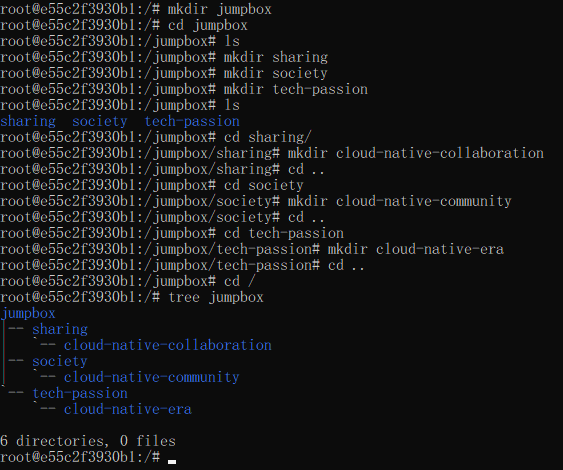 root@e55c2f3930b1:/# mkdir jumpbox
root@e55c2f3930b1:/# cd jumpbox
root@e55c2f3930b1:/jumpbox# ls
root@e55c2f3930b1:/jumpbox# mkdir sharing
root@e55c2f3930b1:/jumpbox# mkdir society
root@e55c2f3930b1:/jumpbox# mkdir tech-passion
root@e55c2f3930b1:/jumpbox# ls
sharing  society  tech-passion
root@e55c2f3930b1:/jumpbox# cd sharing/
root@e55c2f3930b1:/jumpbox/sharing# mkdir cloud-native-collaboration
root@e55c2f3930b1:/jumpbox/sharing# cd ..
root@e55c2f3930b1:/jumpbox# cd society
root@e55c2f3930b1:/jumpbox/society# mkdir cloud-native-community
root@e55c2f3930b1:/jumpbox/society# cd ..
root@e55c2f3930b1:/jumpbox# cd tech-passion
root@e55c2f3930b1:/jumpbox/tech-passion# mkdir cloud-native-era
root@e55c2f3930b1:/jumpbox/tech-passion# cd ..
root@e55c2f3930b1:/jumpbox# cd /
root@e55c2f3930b1:/# tree jumpbox
jumpbox
|-- sharing
|   `-- cloud-native-collaboration
|-- society
|   `-- cloud-native-community
`-- tech-passion
    `-- cloud-native-era
6 directories, 0 files
root@e55c2f3930b1:/#